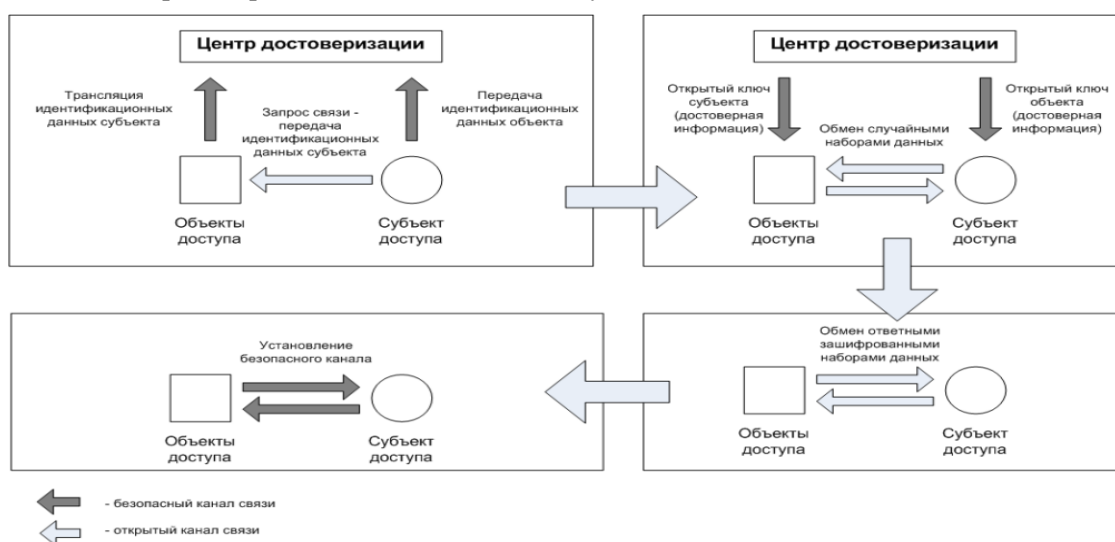 Центр достоверизации
Трансляция
идентификационных
данных субъекта
Запрос связи -
передача
идентификационных
данных субъекта
Передача
идентификационных
данных объекта
Объекты
доступа
Субъект
доступа
Центр достоверизации
Открытый ключ
субъекта
(достоверная
информация)
Обмен случайными
наборами данных
Открытый ключ
объекта
(достоверная
информация)
Объекты
доступа
Субъект
доступа
Установление
безопасного канала
Объекты
доступа
Субъект
доступа
Обмен ответными
зашифрованными
наборами данных
Объекты
доступа
Субъект
доступа
- безопасный канал связи
- открытый канал связи